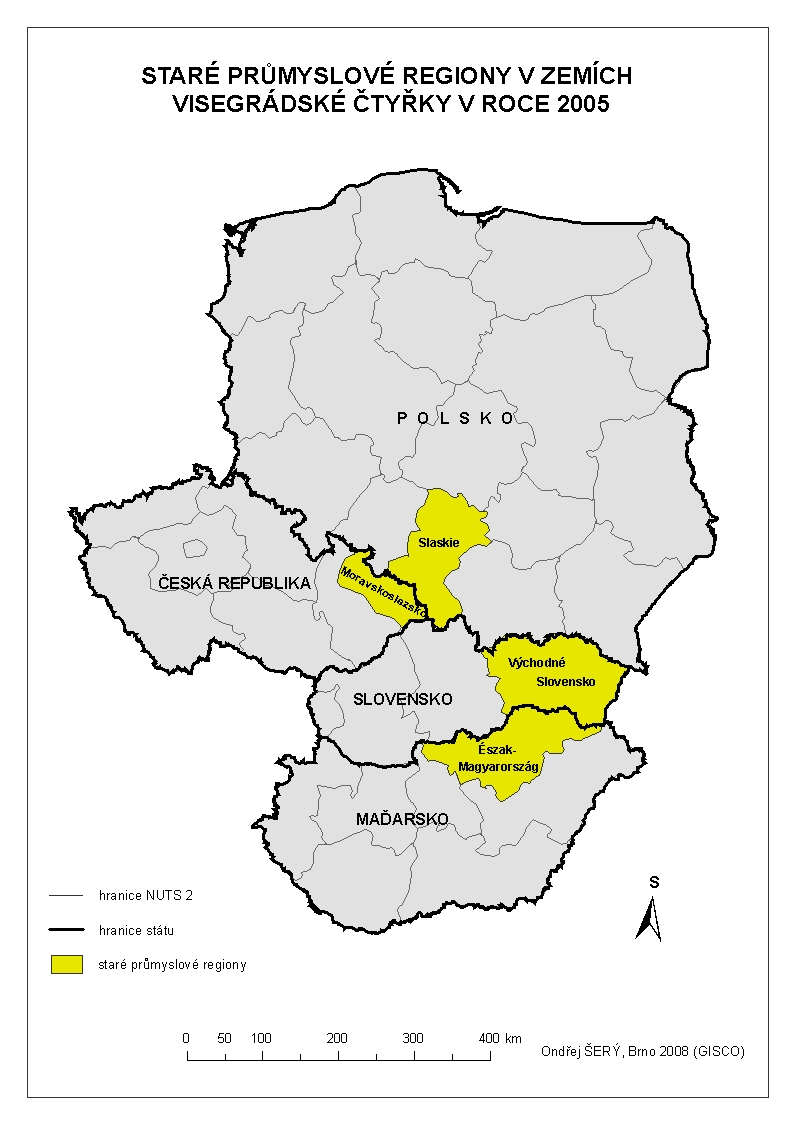 STARÉ PRŮMYSLOVÉ REGIONY V ZEMÍCH
VISEGRÁDSKÉ ČTYŘKY V ROCE 2005
POLSKO
Slaskie
Moravskoslezsko
ČESKÁ REPUBLIKA
Východné
Slovensko
SLOVENSKO
Észak-
Magyarország
MAĎARSKO
S
hranice NUTS 2
hranice státu
staré průmyslové regiony
0 50 100 200 300 400 km
Ondřej ŠERÝ, Brno 2008 (GISCO)